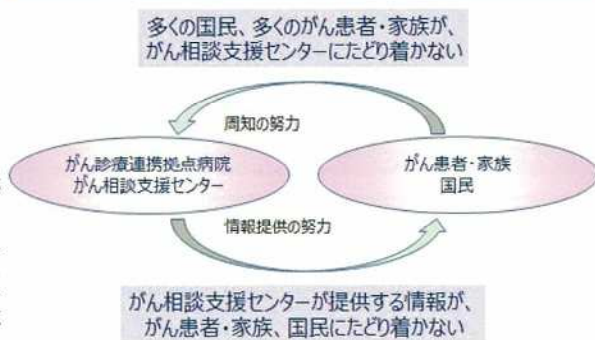 多くの国民、多くのがん患者・家族が、
がん相談支援センターにたどり着かない
周知の努力
がん診療連携拠点病院
がん相談支援センター
がん患者・家族
国民
情報提供の努力
がん相談支援センターが提供する情報が、
がん患者・家族、国民にたどり着かない